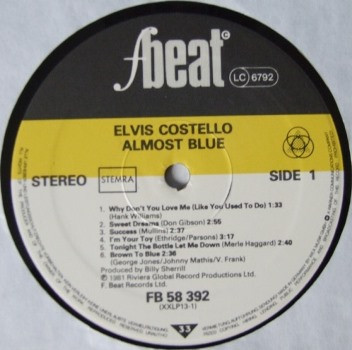 fbeat
LC 6792
ELVIS COSTELLO
ALMOST BLUE
STEREO
STEMRA
SIDE 1
1. Why Don't You Love Me (Like You Used To Do) 1:33
(Hank Williams)
2. Sweet Dreams (Don Gibson) 2:55
3. Success (Mullins) 2:37
4. I'm Your Toy (Ethridge/Parsons) 3:17
5. Tonight The Bottle Let Me Down (Merle Haggard) 2:40
6. Brown To Blue 2:36
(George Jones/Johnny Mathis/V. Frank)
Produced by Billy Sherrill
© 1981 Riviera Global Record Productions Ltd.
F. Beat Records Ltd.
FB 58 392
(XXLP13-1)
33